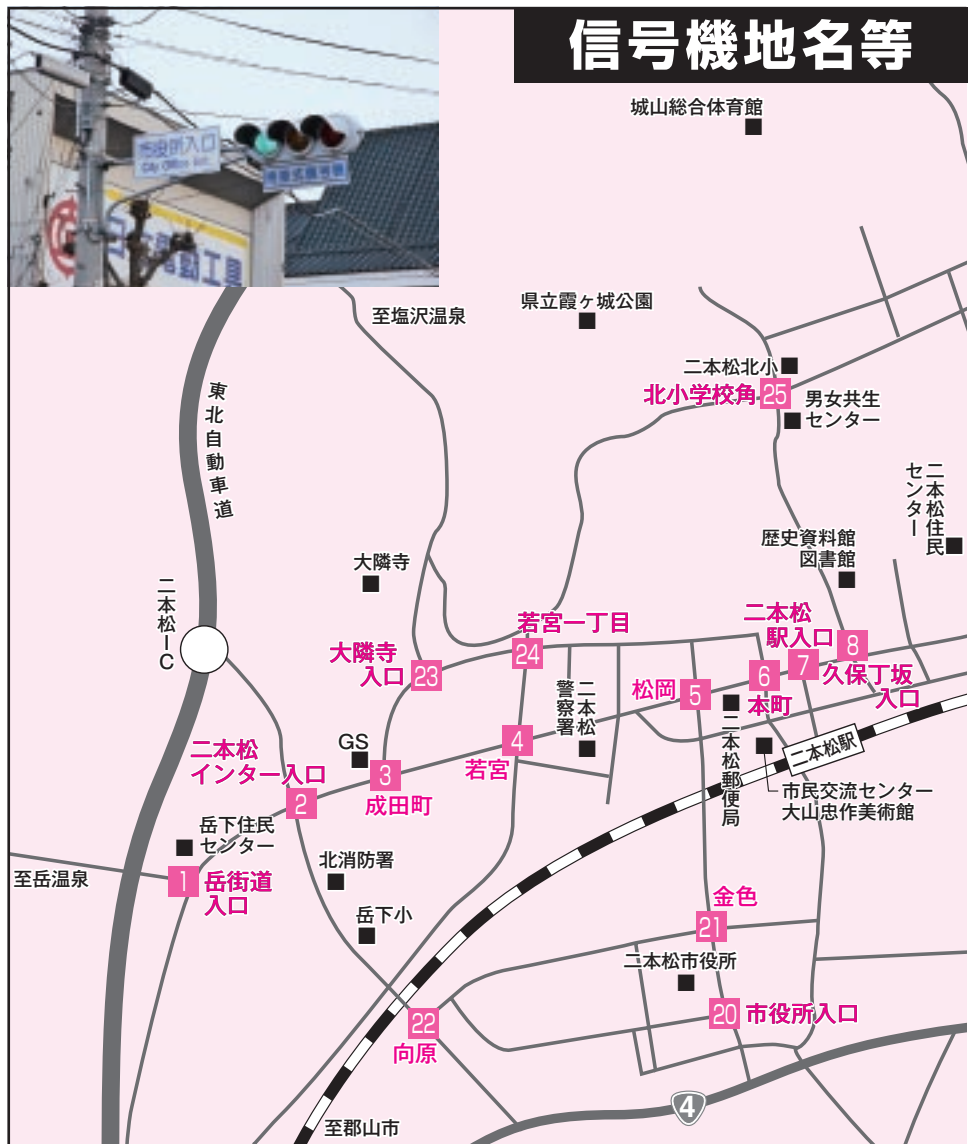 信号機地名等
市役所入口
City Office Ent.
城山総合体育館
県立霞ヶ城公園
至塩沢温泉
二本松北小
北小学校角
25
男女共生
センター
東北自動車道
二本松住民
センター
歴史資料館
図書館
大隣寺
二本松IC
若宮一丁目
24
二本松
駅入口
7
8
久保丁坂
入口
大隣寺
入口
23
松岡
5
6
本町
二本松
警察署
4
若宮
二本松郵便局
二本松駅
市民交流センター
大山忠作美術館
GS
3
成田町
二本松
インター入口
2
岳下住民
センター
至岳温泉
1
岳街道
入口
北消防署
岳下小
金色
21
二本松市役所
20
市役所入口
22
向原
4
至郡山市